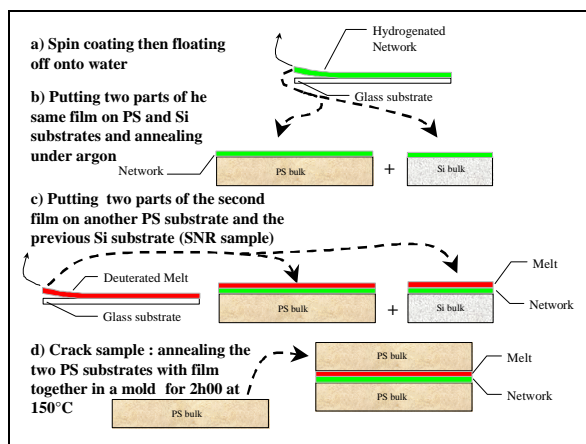 a) Spin coating then floating
off onto water
Hydrogenated
Network
Glass substrate
b) Putting two parts of he
same film on PS and Si
substrates and annealing
under argon
Network
PS bulk
+
Si bulk
c) Putting two parts of the second
film on another PS substrate and the
previous Si substrate (SNR sample)
Deuterated Melt
Glass substrate
PS bulk
+
Si bulk
Melt
Network
d) Crack sample : annealing the
two PS substrates with film
together in a mold for 2h00 at
150°C
PS bulk
PS bulk
PS bulk
Melt
Network